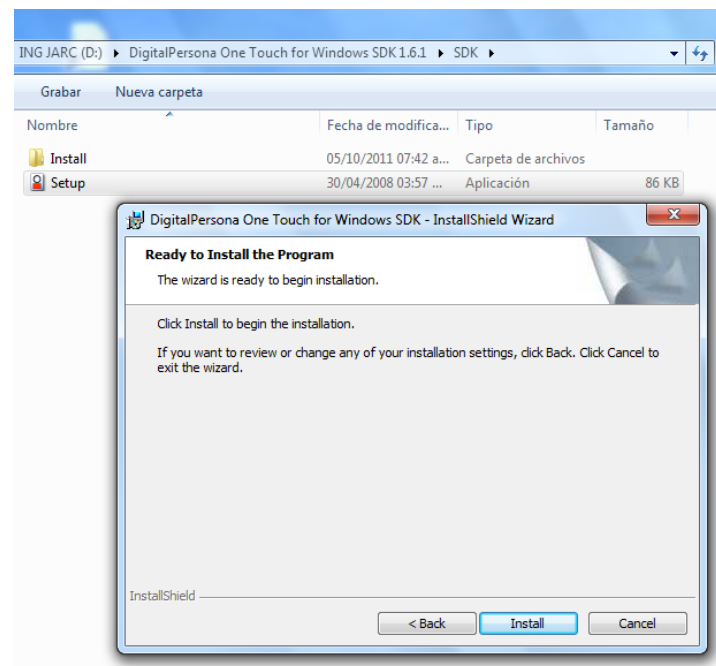 ING JARC (D:) ▸ DigitalPersona One Touch for Windows SDK 1.6.1 ▸ SDK ▸
Grabar Nueva carpeta
Nombre Fecha de modifica... Tipo Tamaño
Install 05/10/2011 07:42 a... Carpeta de archivos
Setup 30/04/2008 03:57 ... Aplicación 86 KB
DigitalPersona One Touch for Windows SDK - InstallShield Wizard
Ready to Install the Program
The wizard is ready to begin installation.
Click Install to begin the installation.
If you want to review or change any of your installation settings, click Back. Click Cancel to
exit the wizard.
InstallShield
< Back Install Cancel